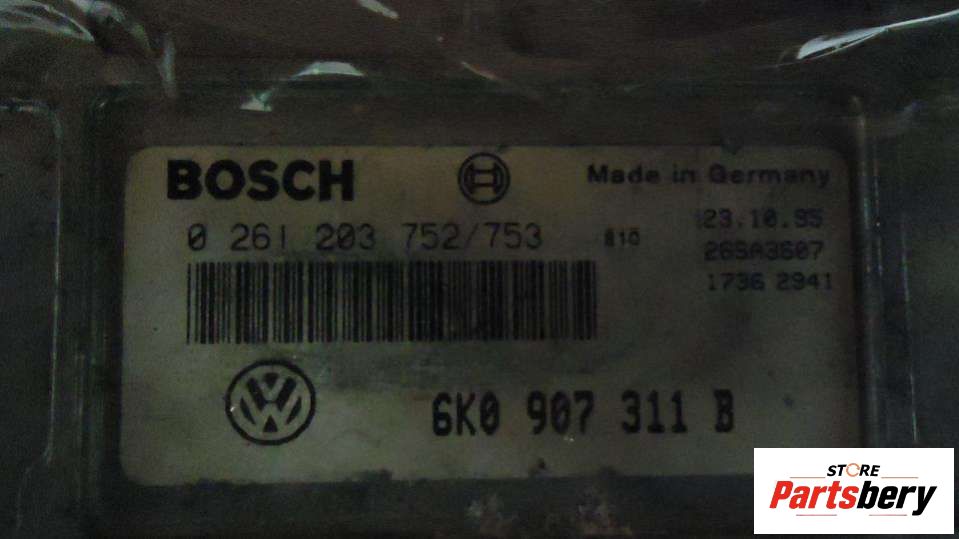 BOSCH
Made in Germany
0 261 203 752/753
23.10.95
26SA3607
1736 2941
6K0 907 311 B
STORE
Partsbery